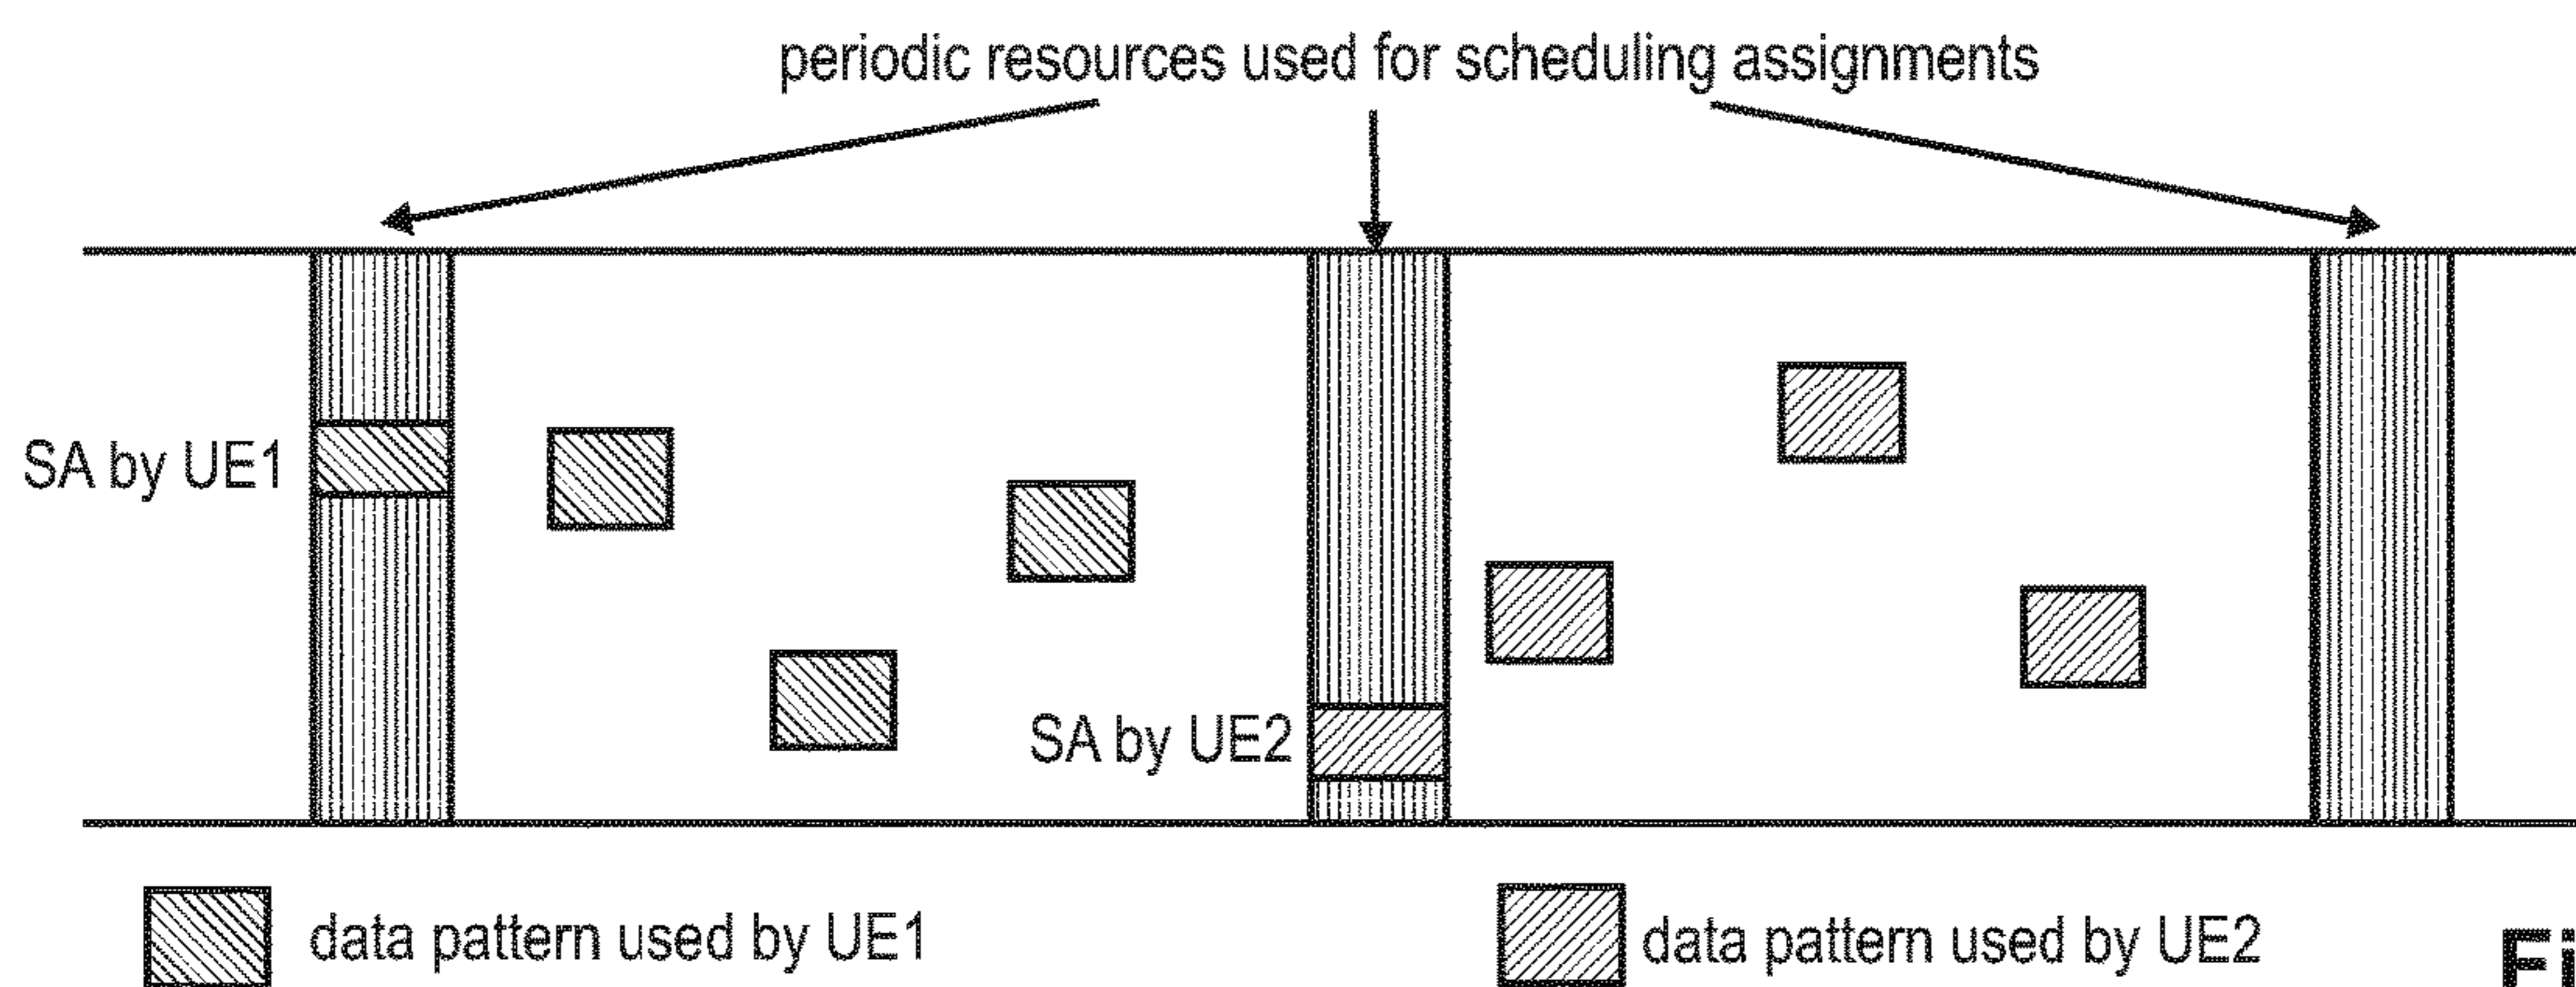 periodic resources used for scheduling assignments
SA by UE1
SA by UE2
data pattern used by UE1
data pattern used by UE2